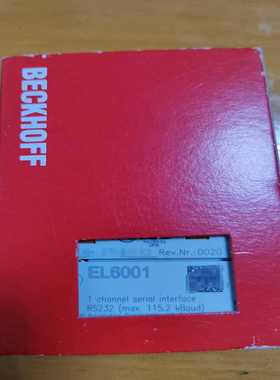 BECKHOFF
Rev.Nr.:0020
EL6001
1 channel serial interface
RS232 (max. 115.2 kBaud)